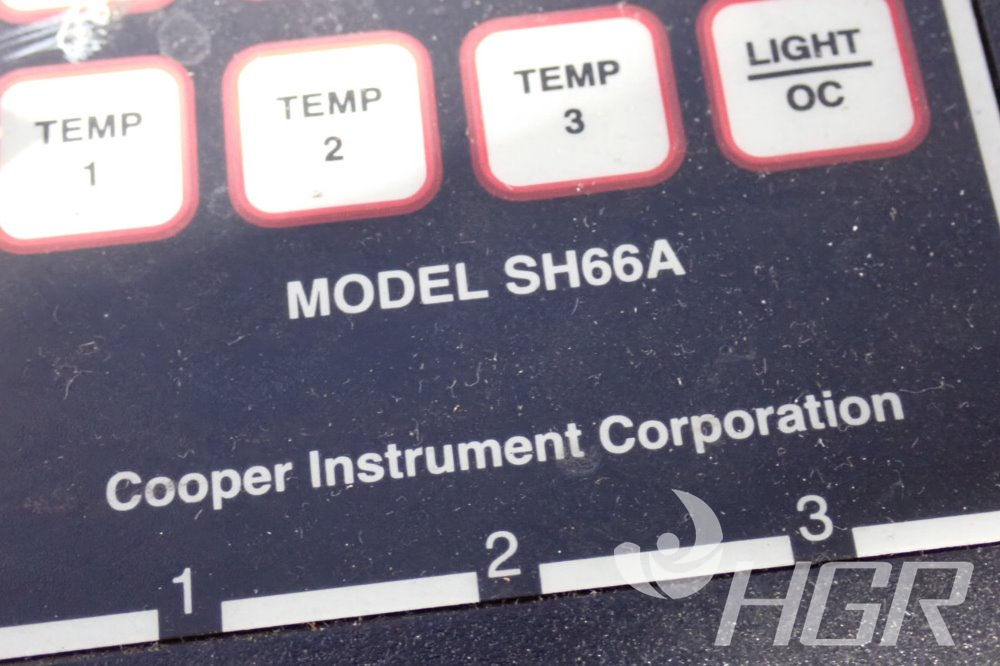 TEMP
1
TEMP
2
TEMP
3
LIGHT
OC
MODEL SH66A
Cooper Instrument Corporation
1
2
3
HGR